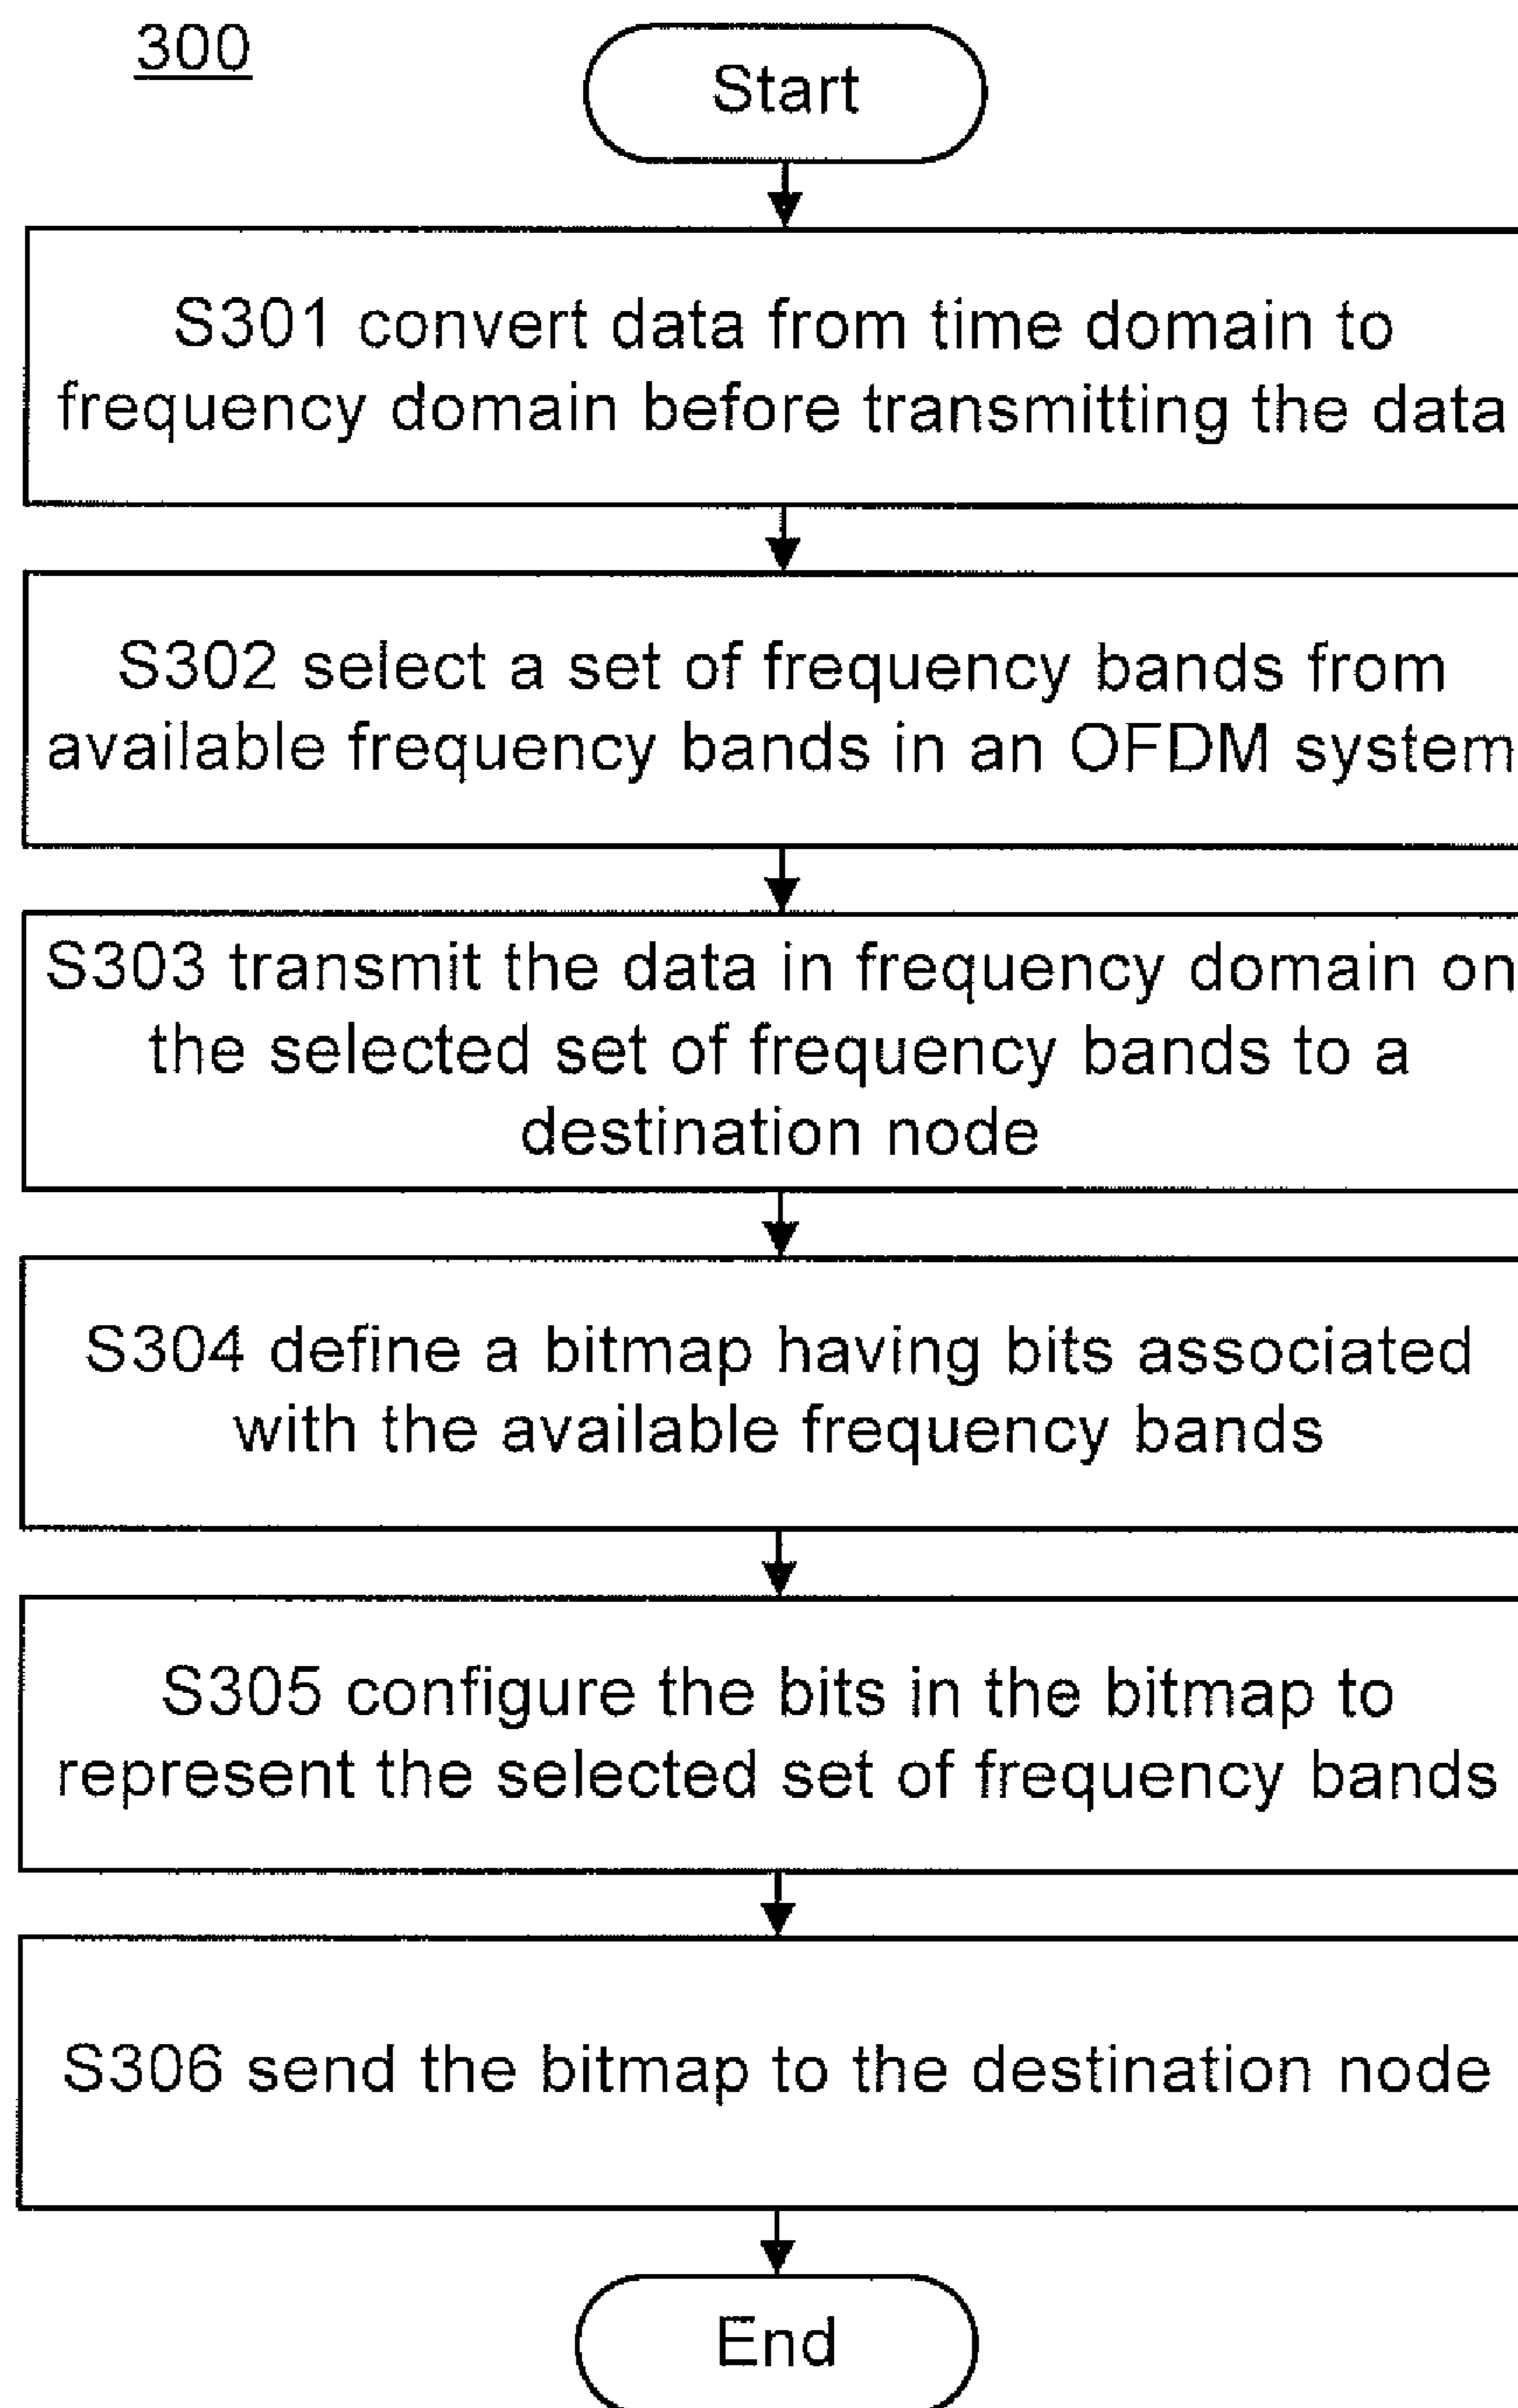 300
Start
S301 convert data from time domain to
frequency domain before transmitting the data
S302 select a set of frequency bands from
available frequency bands in an OFDM system
S303 transmit the data in frequency domain on
the selected set of frequency bands to a
destination node
S304 define a bitmap having bits associated
with the available frequency bands
S305 configure the bits in the bitmap to
represent the selected set of frequency bands
S306 send the bitmap to the destination node
End